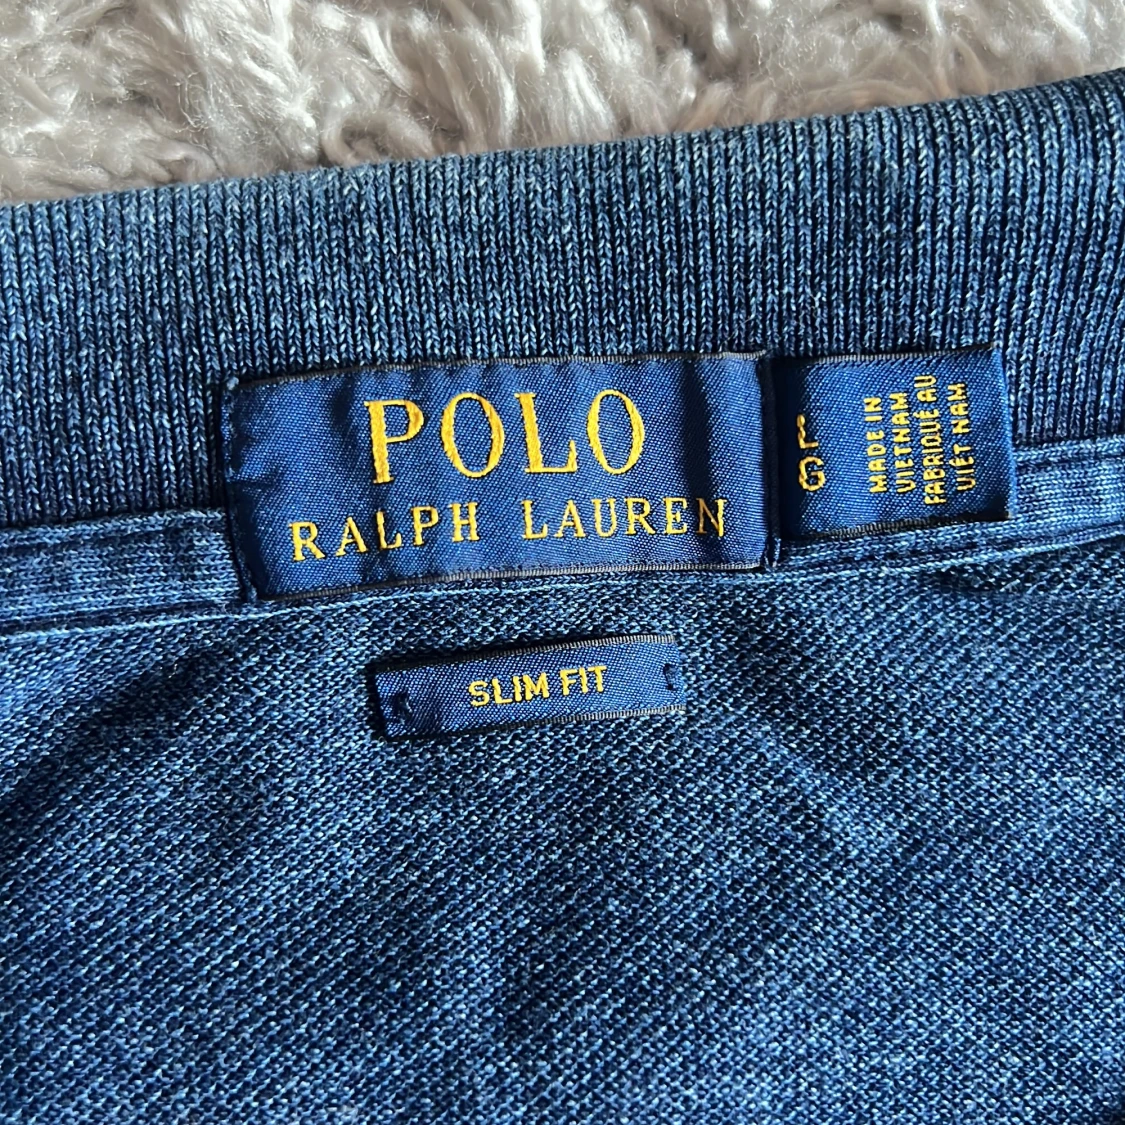 POLO
RALPH LAUREN
L
G
MADE IN
VIETNAM
FABRIQUÉ AU
VIÊT NAM
SLIM FIT